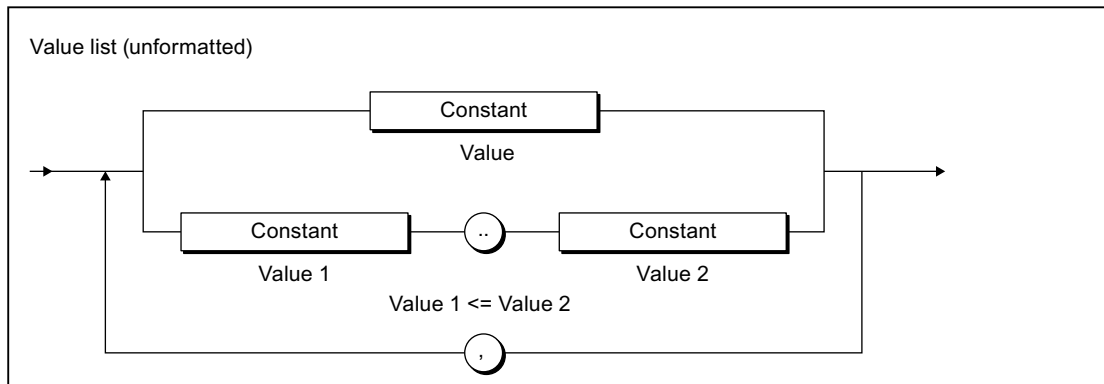 Value list (unformatted)
Constant
Value
Constant
..
Constant
Value 1
Value 2
Value 1 <= Value 2
,